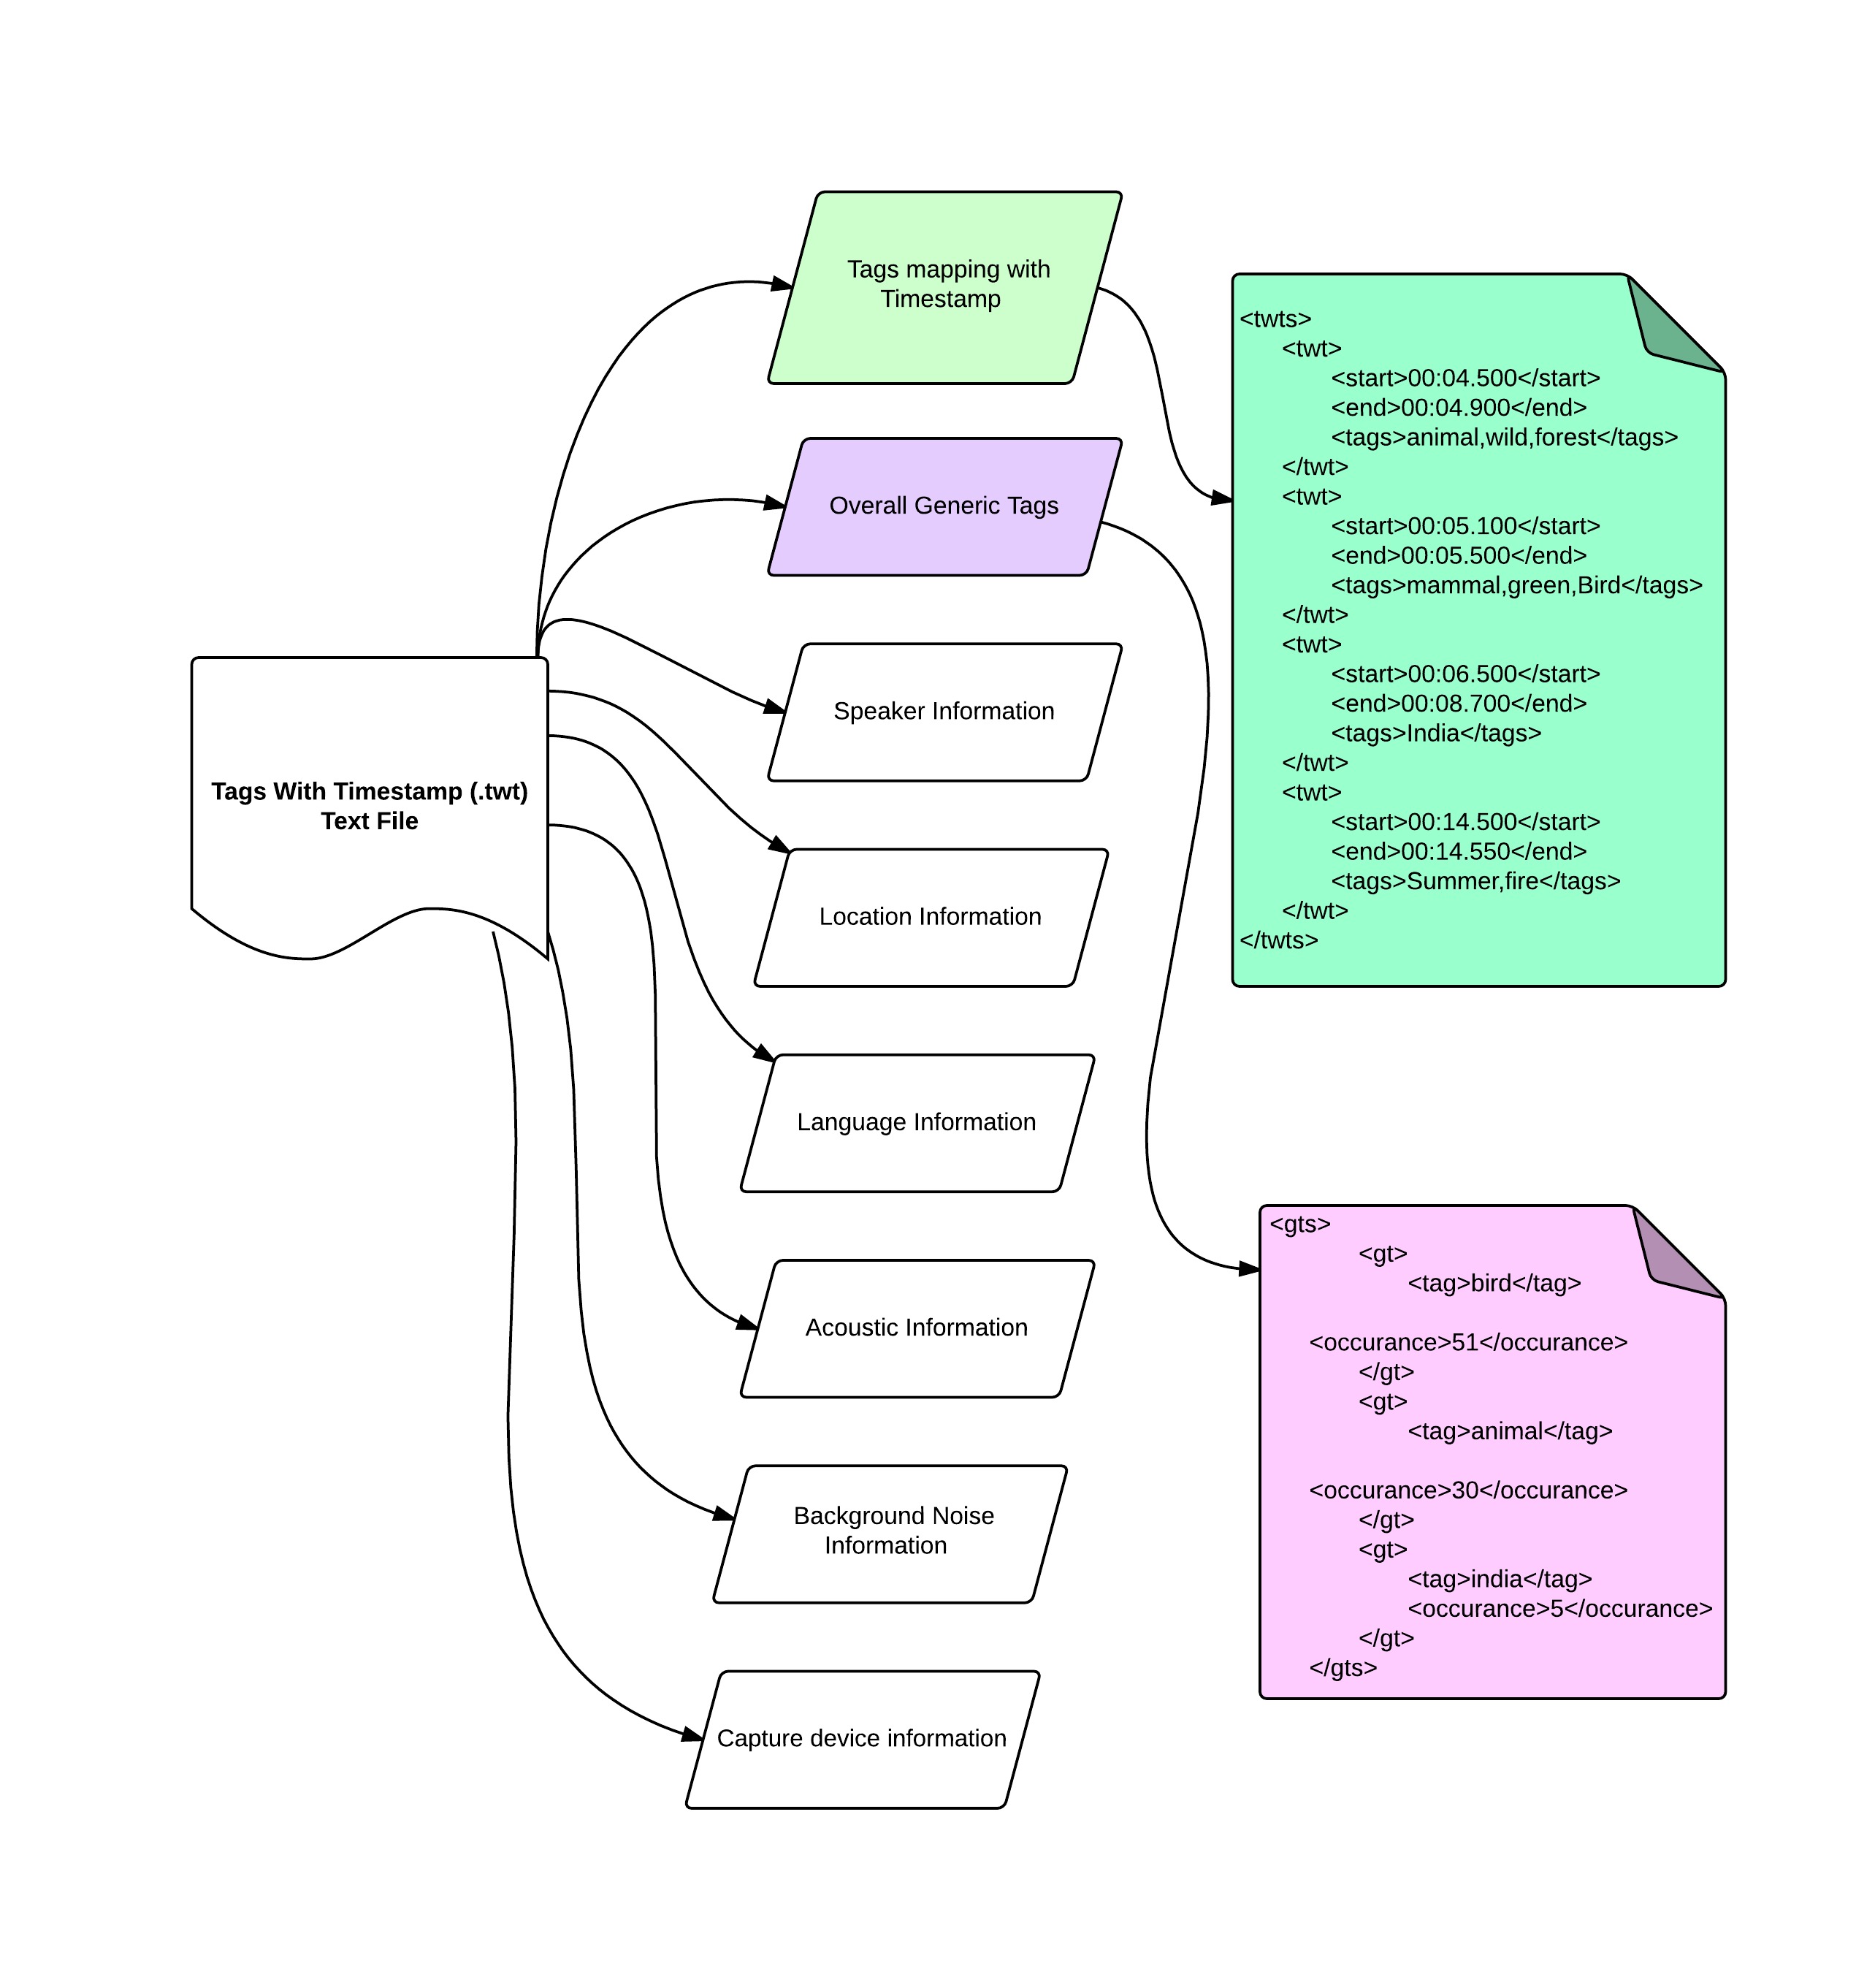 Tags With Timestamp (.twt)
Text File
Tags mapping with
Timestamp
Overall Generic Tags
Speaker Information
Location Information
Language Information
Acoustic Information
Background Noise
Information
Capture device information
<twts>
<twt>
<start>00:04.500</start>
<end>00:04.900</end>
<tags>animal,wild,forest</tags>
</twt>
<twt>
<start>00:05.100</start>
<end>00:05.500</end>
<tags>mammal,green,Bird</tags>
</twt>
<twt>
<start>00:06.500</start>
<end>00:08.700</end>
<tags>India</tags>
</twt>
<twt>
<start>00:14.500</start>
<end>00:14.550</end>
<tags>Summer,fire</tags>
</twt>
</twts>
<gts>
<gt>
<tag>bird</tag>
<occurance>51</occurance>
</gt>
<gt>
<tag>animal</tag>
<occurance>30</occurance>
</gt>
<gt>
<tag>india</tag>
<occurance>5</occurance>
</gt>
</gts>